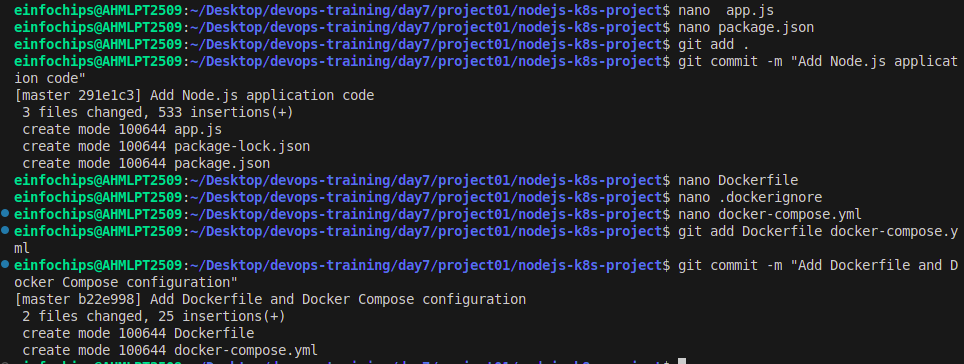 einfochips@AHMLPT2509:~/Desktop/devops-training/day7/project01/nodejs-k8s-project$ nano  app.js
einfochips@AHMLPT2509:~/Desktop/devops-training/day7/project01/nodejs-k8s-project$ nano package.json
einfochips@AHMLPT2509:~/Desktop/devops-training/day7/project01/nodejs-k8s-project$ git add .
einfochips@AHMLPT2509:~/Desktop/devops-training/day7/project01/nodejs-k8s-project$ git commit -m "Add Node.js applicat
ion code"
[master 291e1c3] Add Node.js application code
 3 files changed, 533 insertions(+)
 create mode 100644 app.js
 create mode 100644 package-lock.json
 create mode 100644 package.json
einfochips@AHMLPT2509:~/Desktop/devops-training/day7/project01/nodejs-k8s-project$ nano Dockerfile
einfochips@AHMLPT2509:~/Desktop/devops-training/day7/project01/nodejs-k8s-project$ nano .dockerignore
einfochips@AHMLPT2509:~/Desktop/devops-training/day7/project01/nodejs-k8s-project$ nano docker-compose.yml
einfochips@AHMLPT2509:~/Desktop/devops-training/day7/project01/nodejs-k8s-project$ git add Dockerfile docker-compose.y
ml
einfochips@AHMLPT2509:~/Desktop/devops-training/day7/project01/nodejs-k8s-project$ git commit -m "Add Dockerfile and D
ocker Compose configuration"
[master b22e998] Add Dockerfile and Docker Compose configuration
 2 files changed, 25 insertions(+)
 create mode 100644 Dockerfile
 create mode 100644 docker-compose.yml